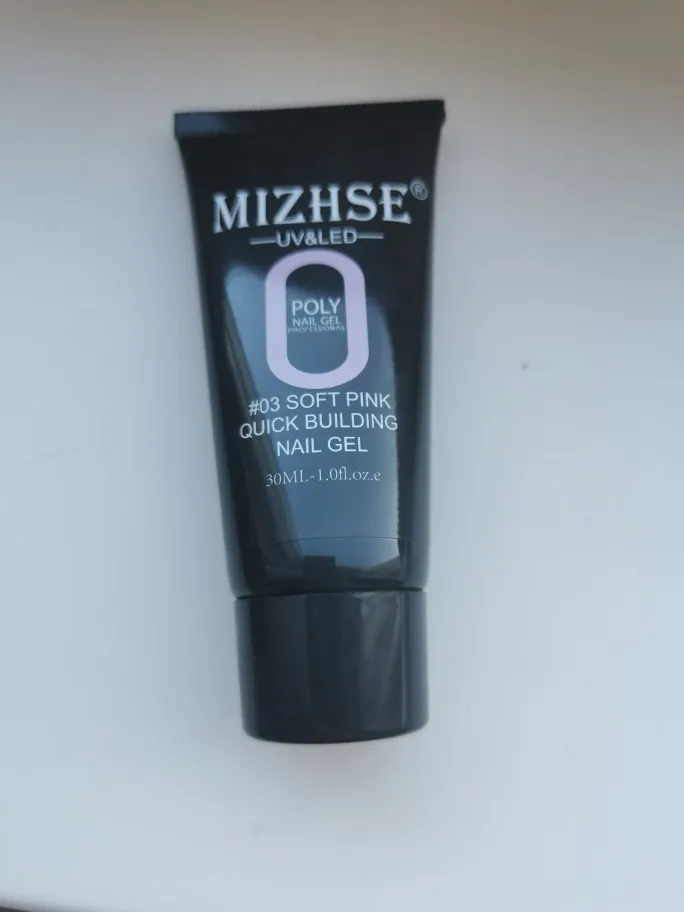 MIZHSE®
UV&LED
POLY
NAIL GEL
PROFESSIONAL
#03 SOFT PINK
QUICK BUILDING
NAIL GEL
30ML-1.0fl.oz.e